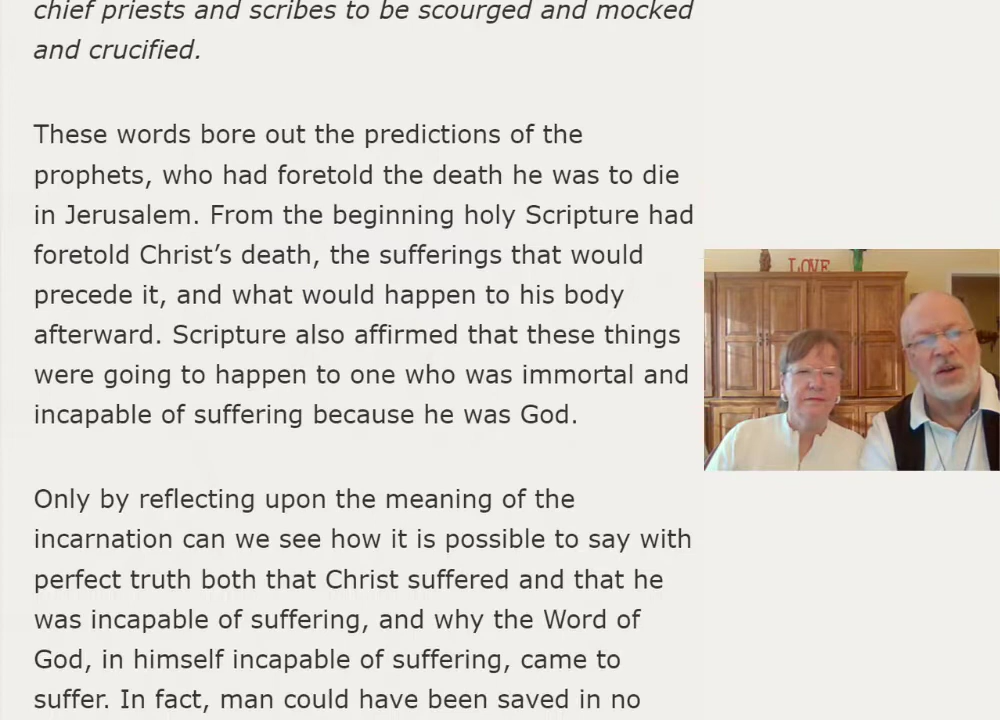 chief priests and scribes to be scourged and mocked
and crucified.
These words bore out the predictions of the
prophets, who had foretold the death he was to die
in Jerusalem. From the beginning holy Scripture had
foretold Christ’s death, the sufferings that would
precede it, and what would happen to his body
afterward. Scripture also affirmed that these things
were going to happen to one who was immortal and
incapable of suffering because he was God.
Only by reflecting upon the meaning of the
incarnation can we see how it is possible to say with
perfect truth both that Christ suffered and that he
was incapable of suffering, and why the Word of
God, in himself incapable of suffering, came to
suffer. In fact, man could have been saved in no
LOVE